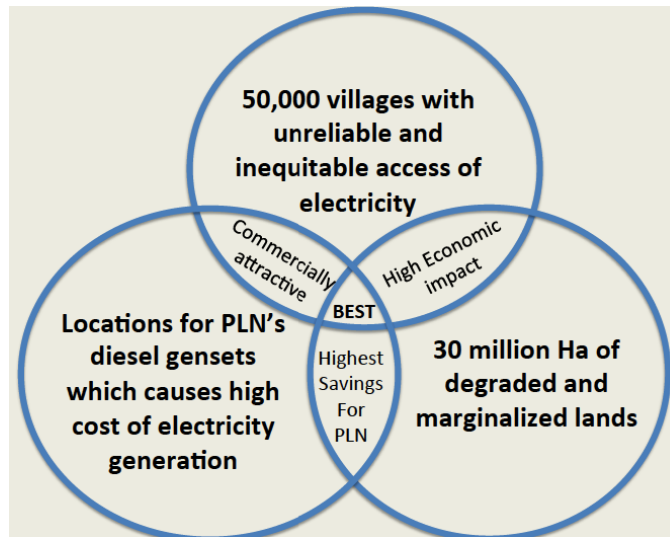 50,000 villages with
unreliable and
inequitable access of
electricity
Commercially
attractive
High Economic
impact
BEST
Locations for PLN's
diesel gensets
which causes high
cost of electricity
generation
Highest
Savings
For
PLN
30 million Ha of
degraded and
marginalized lands